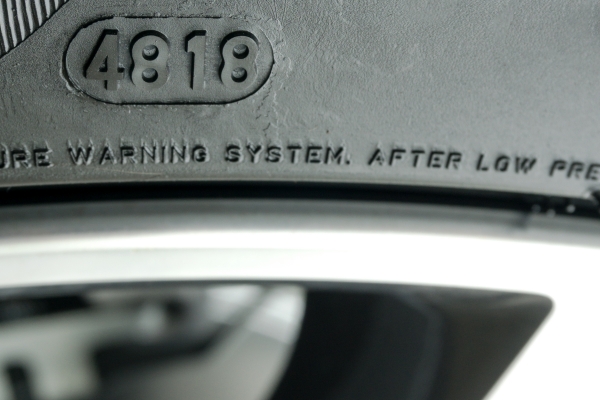 4818
URE WARNING SYSTEM. AFTER LOW PRE